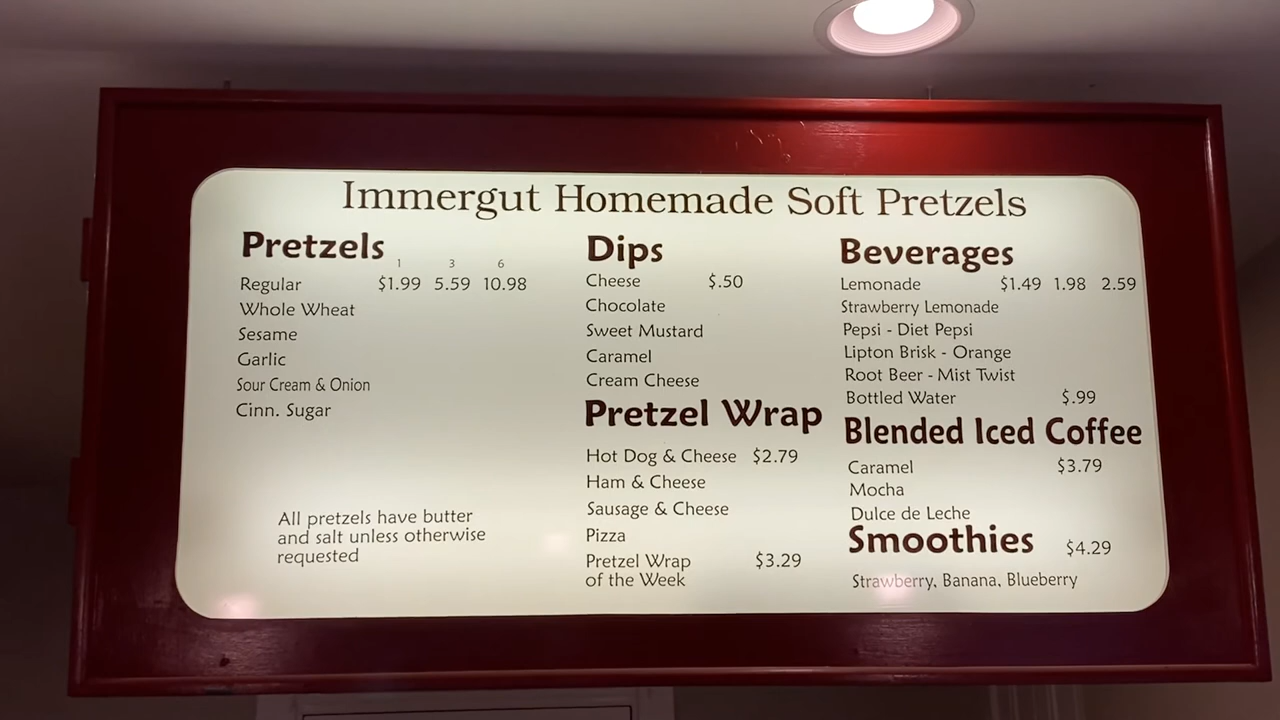 Immergut Homemade Soft Pretzels
Pretzels
1 3 6
Regular $1.99 5.59 10.98
Whole Wheat
Sesame
Garlic
Sour Cream & Onion
Cinn. Sugar
All pretzels have butter
and salt unless otherwise
requested
Dips
Cheese $.50
Chocolate
Sweet Mustard
Caramel
Cream Cheese
Pretzel Wrap
Hot Dog & Cheese $2.79
Ham & Cheese
Sausage & Cheese
Pizza
Pretzel Wrap $3.29
of the Week
Beverages
Lemonade $1.49 1.98 2.59
Strawberry Lemonade
Pepsi - Diet Pepsi
Lipton Brisk - Orange
Root Beer - Mist Twist
Bottled Water $.99
Blended Iced Coffee
Caramel $3.79
Mocha
Dulce de Leche
Smoothies $4.29
Strawberry, Banana, Blueberry